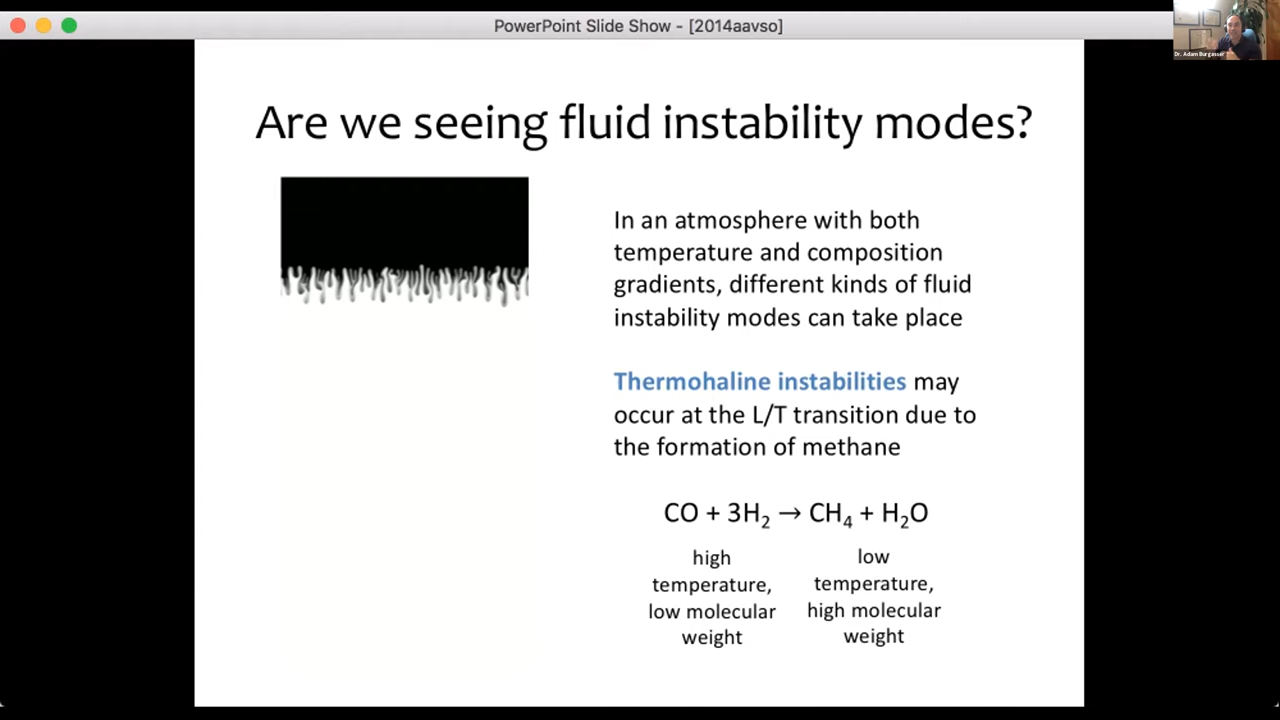 PowerPoint Slide Show - [2014aavso]
Dr. Adam Burgasser
Are we seeing fluid instability modes?
In an atmosphere with both
temperature and composition
gradients, different kinds of fluid
instability modes can take place
Thermohaline instabilities may
occur at the L/T transition due to
the formation of methane
CO + 3H₂ → CH₄ + H₂O
high
temperature,
low molecular
weight
low
temperature,
high molecular
weight